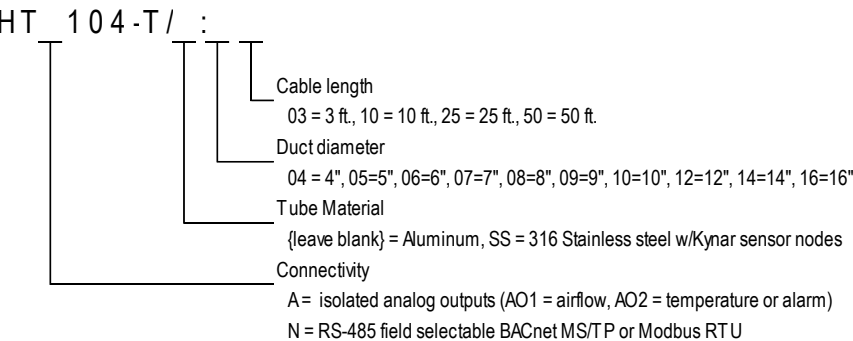 HT_104-T/_:_ _
Cable length
03 = 3 ft., 10 = 10 ft., 25 = 25 ft., 50 = 50 ft.
Duct diameter
04 = 4", 05=5", 06=6", 07=7", 08=8", 09=9", 10=10", 12=12", 14=14", 16=16"
Tube Material
{leave blank} = Aluminum, SS = 316 Stainless steel w/Kynar sensor nodes
Connectivity
A = isolated analog outputs (AO1 = airflow, AO2 = temperature or alarm)
N = RS-485 field selectable BACnet MS/TP or Modbus RTU